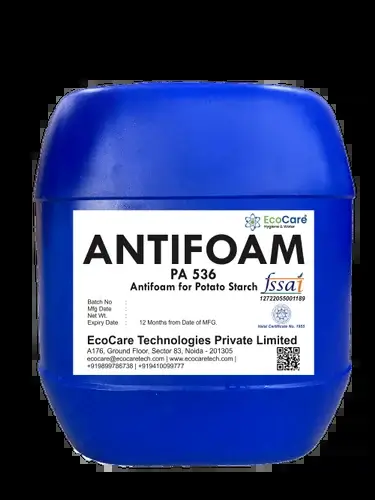 EcoCare
Hygiene & Water
ANTIFOAM
PA 536
Antifoam for Potato Starch
fssai
12722055001189
Batch No :
Mfg Date :
Net Wt. :
Expiry Date : 12 Months from Date of MFG.
Halal Certificate No. 1955
EcoCare Technologies Private Limited
A176, Ground Floor, Sector 83, Noida - 201305
ecocare@ecocaretech.com | www.ecocaretech.com |
+919899786738 | +919410099777